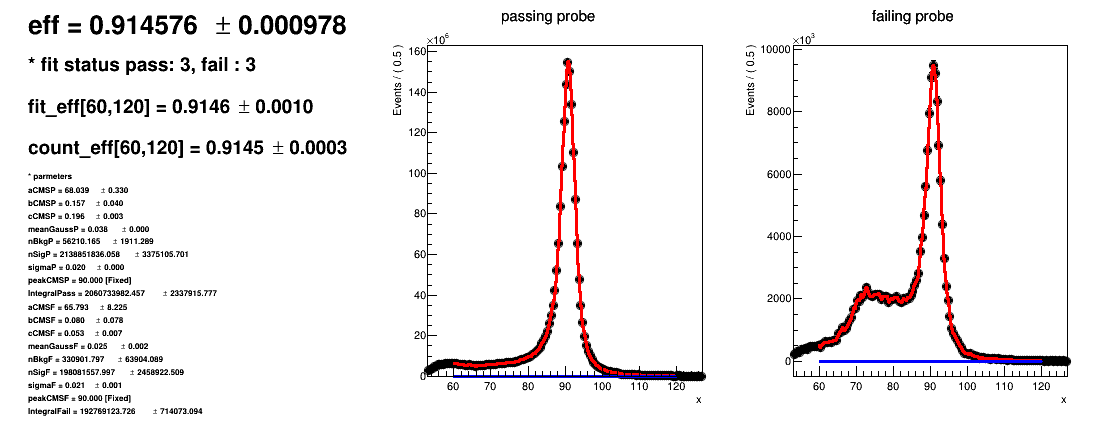 eff = 0.914576 ± 0.000978
* fit status pass: 3, fail : 3
fit_eff[60,120] = 0.9146 ± 0.0010
count_eff[60,120] = 0.9145 ± 0.0003
* parmeters
aCMSP = 68.039 ± 0.330
bCMSP = 0.157 ± 0.040
cCMSP = 0.196 ± 0.003
meanGaussP = 0.038 ± 0.000
nBkgP = 56210.165 ± 1911.289
nSigP = 2138851836.058 ± 3375105.701
sigmaP = 0.020 ± 0.000
peakCMSP = 90.000 [Fixed]
IntegralPass = 2060733982.457 ± 2337915.777
aCMSF = 65.793 ± 8.225
bCMSF = 0.080 ± 0.078
cCMSF = 0.053 ± 0.007
meanGaussF = 0.025 ± 0.002
nBkgF = 330901.797 ± 63904.089
nSigF = 198081557.997 ± 2458922.509
sigmaF = 0.021 ± 0.001
peakCMSF = 90.000 [Fixed]
IntegralFail = 192769123.726 ± 714073.094
passing probe
×10⁶
Events / ( 0.5 )
160
140
120
100
80
60
40
20
0
60 70 80 90 100 110 120
x
failing probe
×10³
Events / ( 0.5 )
10000
8000
6000
4000
2000
0
60 70 80 90 100 110 120
x